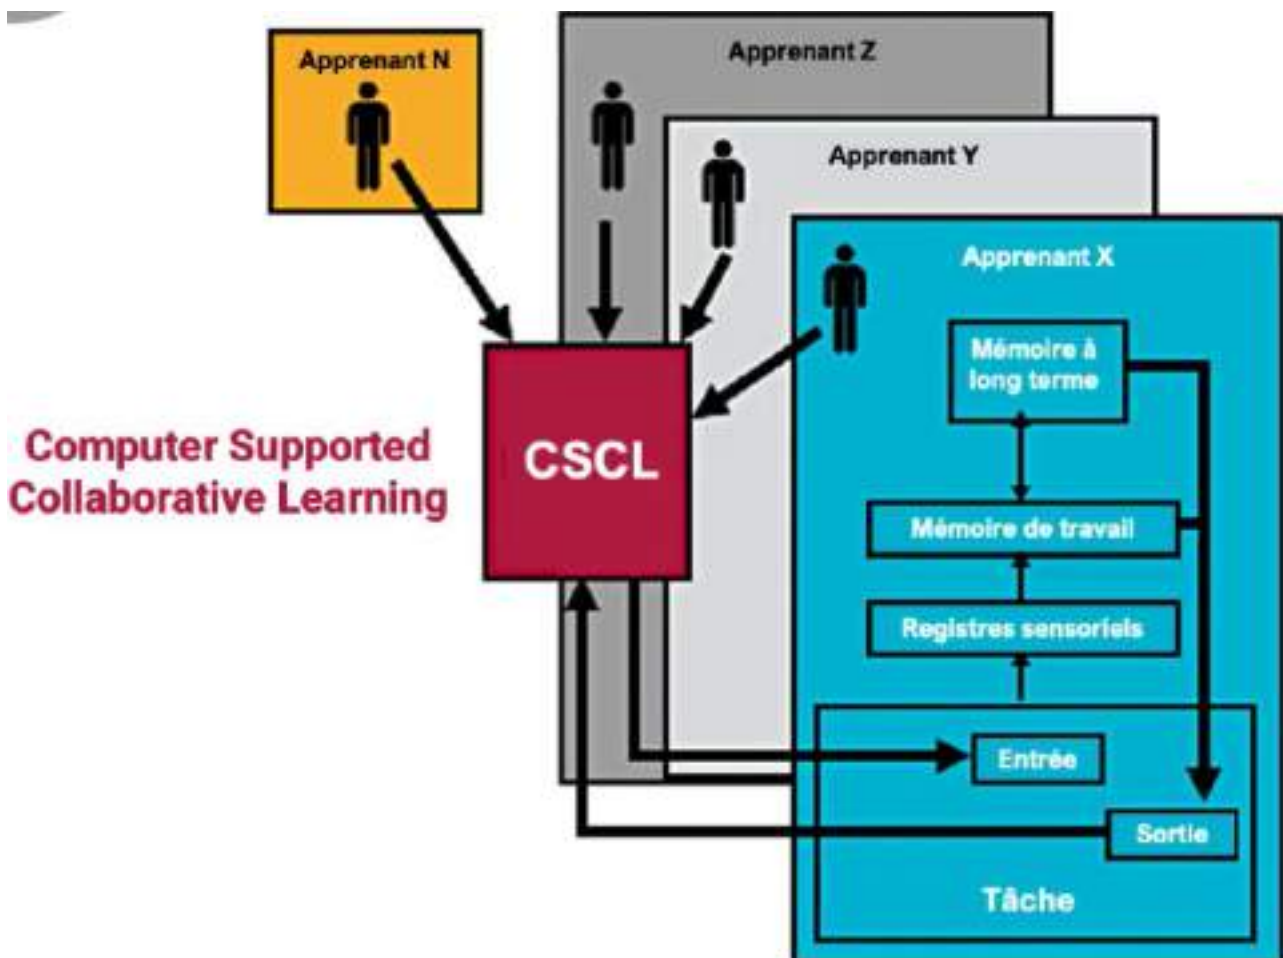 Apprenant N
Apprenant Z
Apprenant Y
Apprenant X
Mémoire à
long terme
Computer Supported
Collaborative Learning
CSCL
Mémoire de travail
Registres sensoriels
Entrée
Sortie
Tâche